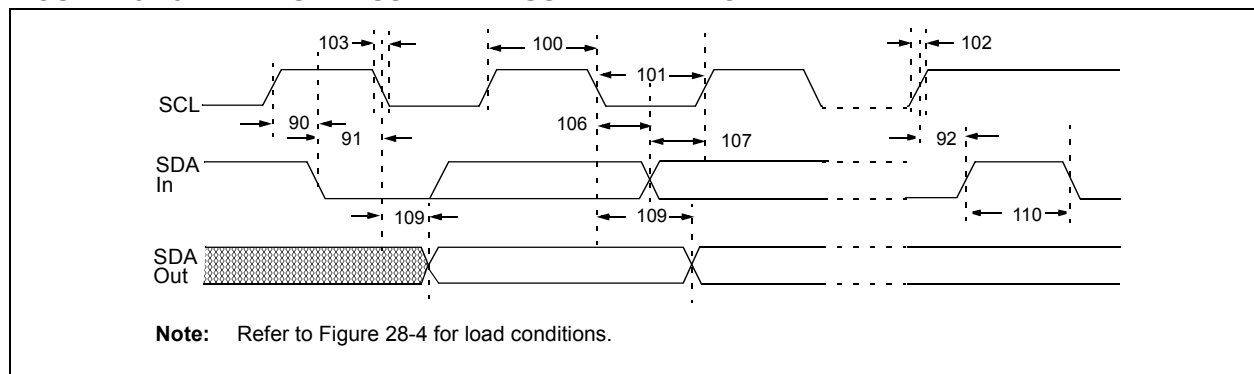 103
100
102
101
SCL
90
106
91
107
92
SDA
In
109
109
110
SDA
Out
Note: Refer to Figure 28-4 for load conditions.